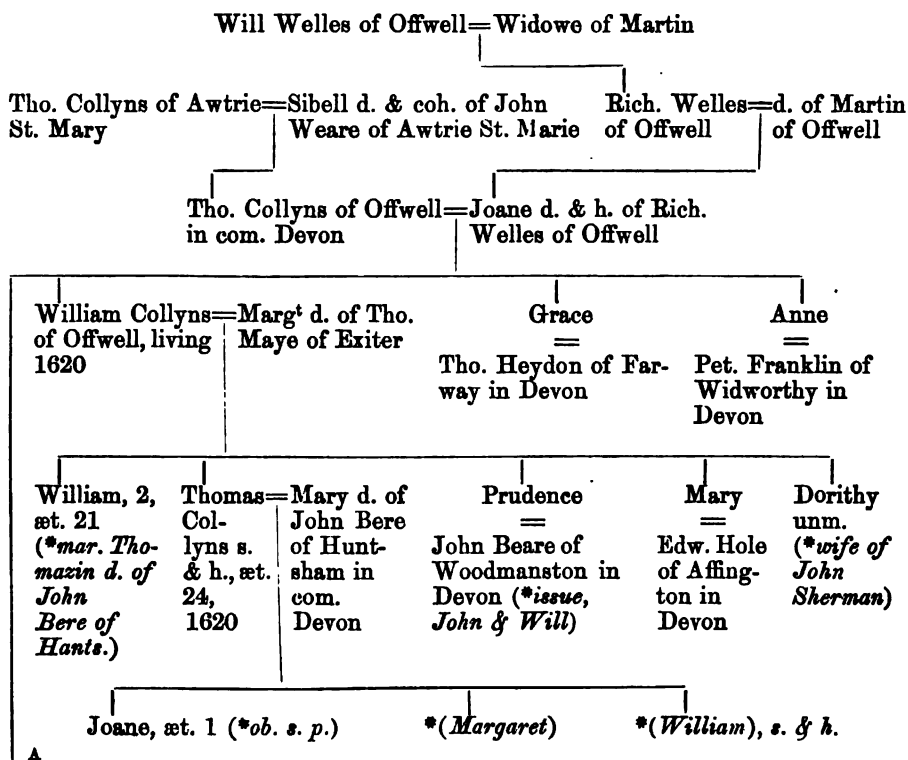 Will Welles of Offwell=Widowe of Martin
Tho. Collyns of Awtrie=Sibell d. & coh. of John
St. Mary Weare of Awtrie St. Marie
Rich. Welles=d. of Martin
of Offwell of Offwell
Tho. Collyns of Offwell=Joane d. & h. of Rich.
in com. Devon Welles of Offwell
William Collyns=Margt d. of Tho.
of Offwell, living Maye of Exiter
1620
Grace
=
Tho. Heydon of Far-
way in Devon
Anne
=
Pet. Franklin of
Widworthy in
Devon
William, 2,
æt. 21
(*mar. Tho-
mazin d. of
John
Bere of
Hants.)
Thomas=
Col-
lyns s.
& h., æt.
24,
1620
Mary d. of
John Bere
of Hunt-
sham in
com.
Devon
Prudence
=
John Beare of
Woodmanston in
Devon (*issue,
John & Will)
Mary
=
Edw. Hole
of Affing-
ton in
Devon
Dorithy
unm.
(*wife of
John
Sherman)
Joane, æt. 1 (*ob. s. p.) *(Margaret) *(William), s. & h.
A